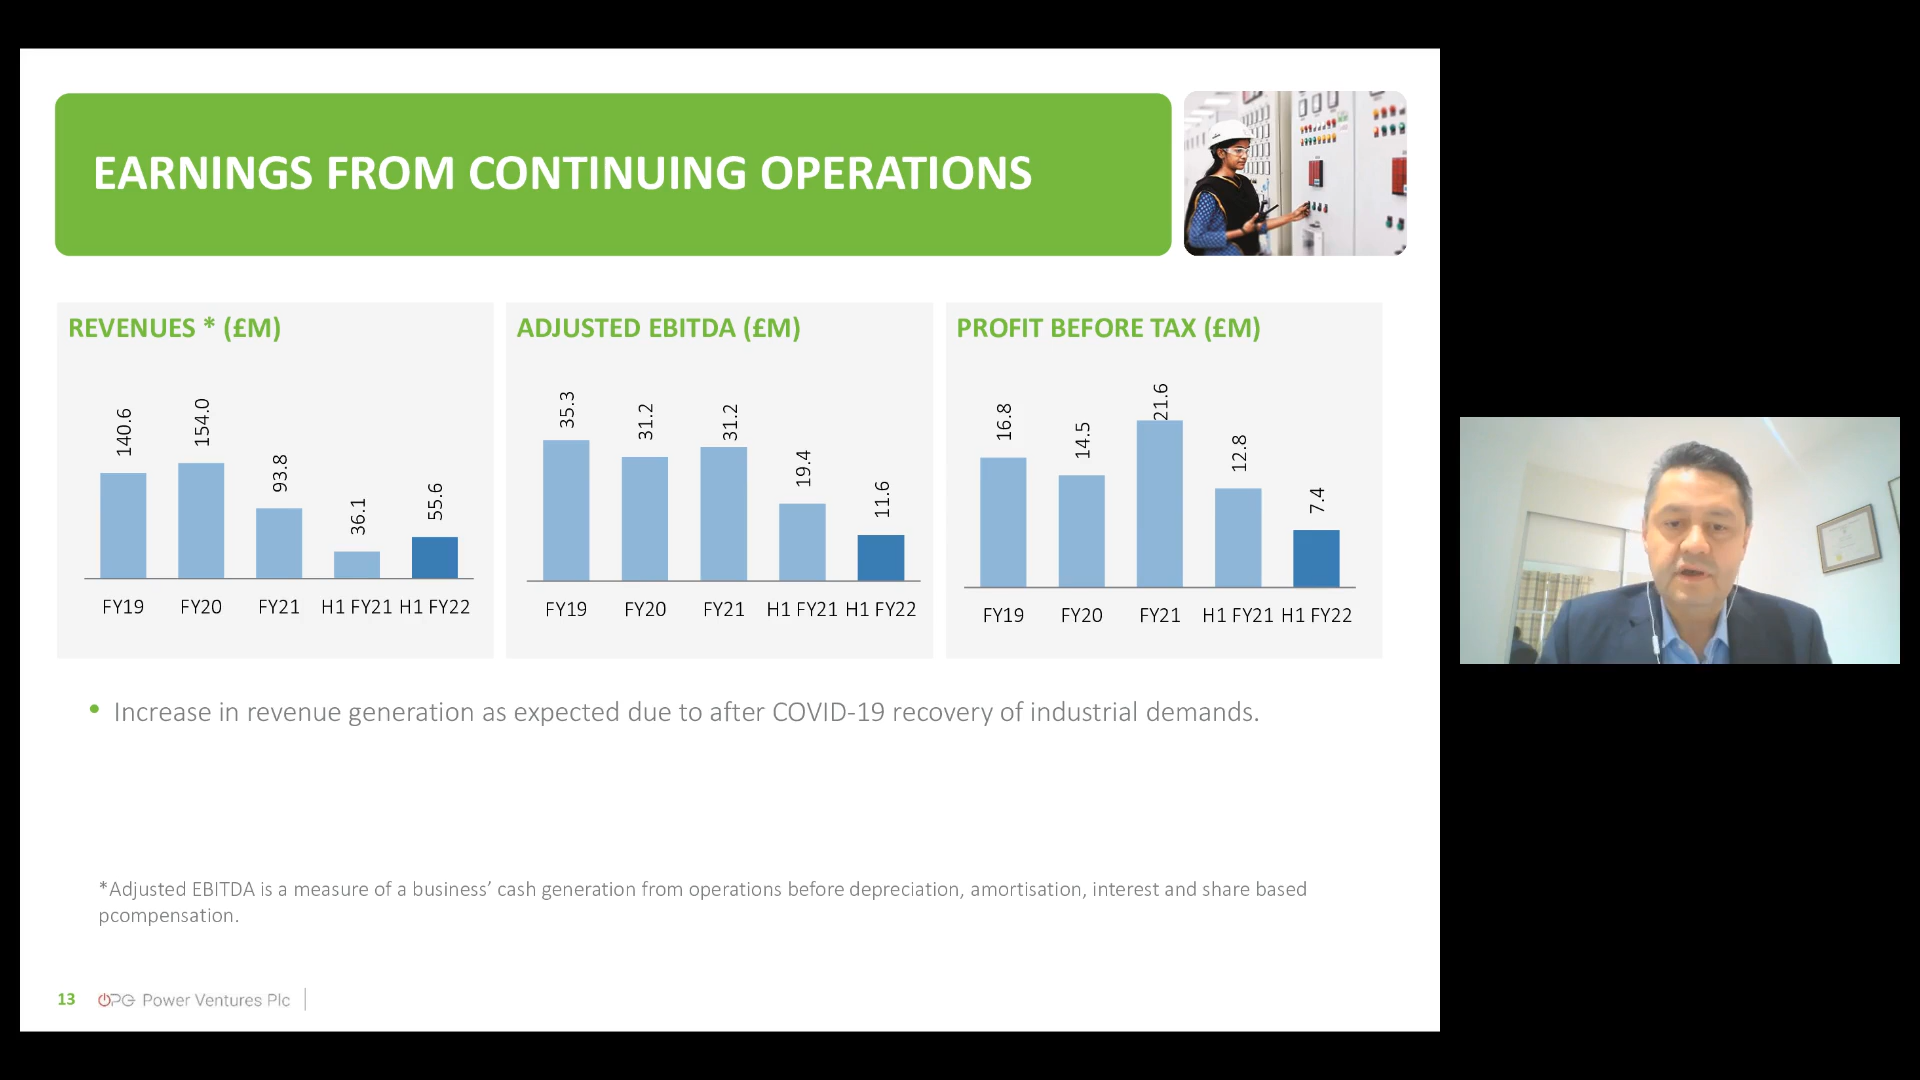 EARNINGS FROM CONTINUING OPERATIONS
REVENUES * (£M)
140.6
154.0
93.8
36.1
55.6
FY19 FY20 FY21 H1 FY21 H1 FY22
ADJUSTED EBITDA (£M)
35.3
31.2
31.2
19.4
11.6
FY19 FY20 FY21 H1 FY21 H1 FY22
PROFIT BEFORE TAX (£M)
16.8
14.5
21.6
12.8
7.4
FY19 FY20 FY21 H1 FY21 H1 FY22
• Increase in revenue generation as expected due to after COVID-19 recovery of industrial demands.
*Adjusted EBITDA is a measure of a business’ cash generation from operations before depreciation, amortisation, interest and share based
pcompensation.
13 OPG Power Ventures Plc